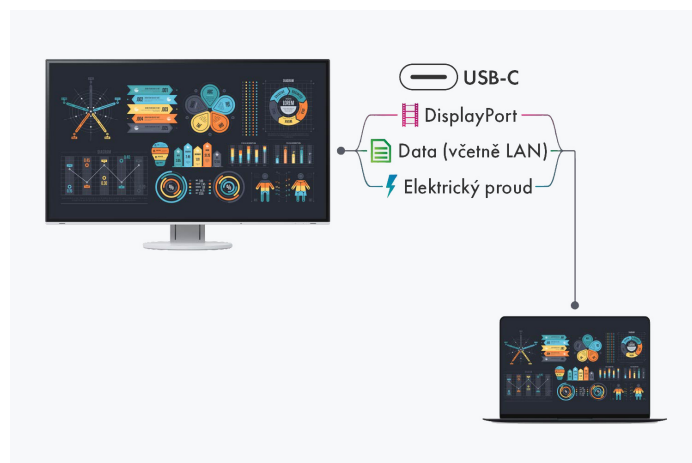 USB-C
DisplayPort
Data (včetně LAN)
Elektrický proud